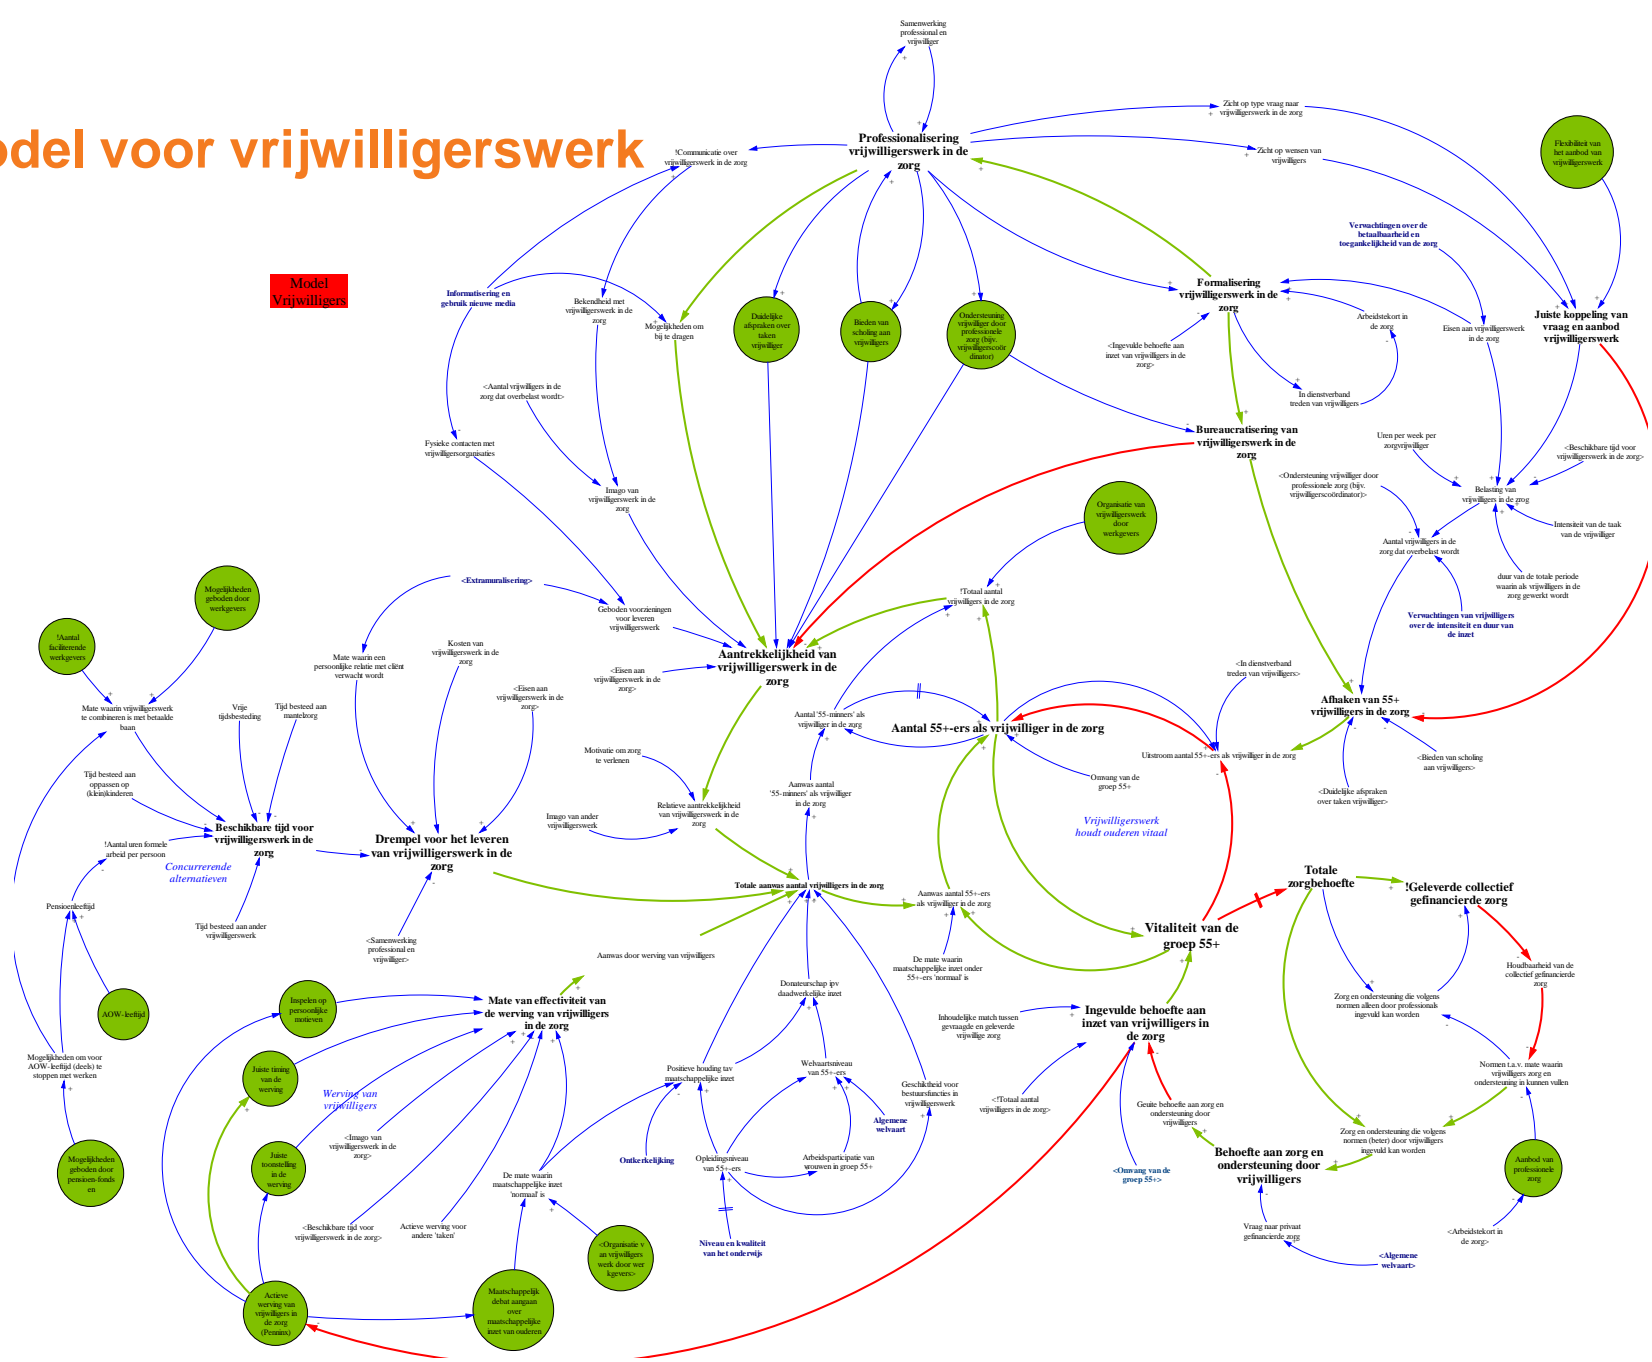 odel voor vrijwilligerswerk
Model
Vrijwilligers
Samenwerking
professional en
vrijwilliger
Professionalisering
vrijwilligerswerk in de
zorg
!Communicatie over
vrijwilligerswerk in de zorg
Zicht op type vraag naar
vrijwilligerswerk in de zorg
Zicht op wensen van
vrijwilligers
Flexibiliteit van
het aanbod van
vrijwilligerswerk
Verwachtingen over de
betaalbaarheid en
toegankelijkheid van de zorg
Informatisering en
gebruik nieuwe media
Bekendheid met
vrijwilligerswerk in de
zorg
Mogelijkheden om
bij te dragen
Duidelijke
afspraken over
taken
vrijwilliger
Bieden van
scholing aan
vrijwilligers
Ondersteuning
vrijwilliger door
professionele
zorg (bijv.
vrijwilligerscoör
dinator)
Formalisering
vrijwilligerswerk in de
zorg
<Ingevulde behoefte aan
inzet van vrijwilligers in de
zorg>
Arbeidstekort in
de zorg
Eisen aan vrijwilligerswerk
in de zorg
Juiste koppeling van
vraag en aanbod
vrijwilligerswerk
In dienstverband
treden van vrijwilligers
<Aantal vrijwilligers in de
zorg dat overbelast wordt>
Fysieke contacten met
vrijwilligersorganisaties
Bureaucratisering van
vrijwilligerswerk in de
zorg
Uren per week per
zorgvrijwilliger
<Beschikbare tijd voor
vrijwilligerswerk in de zorg>
<Ondersteuning vrijwilliger door
professionele zorg (bijv.
vrijwilligerscoördinator)>
Belasting van
vrijwilligers in de zrog
Imago van
vrijwilligerswerk in de
zorg
Organisatie van
vrijwilligerswerk
door
werkgevers
Intensiteit van de taak
van de vrijwilliger
Aantal vrijwilligers in de
zorg dat overbelast wordt
duur van de totale periode
waarin als vrijwilligers in de
zorg gewerkt wordt
Verwachtingen van vrijwilligers
over de intensiteit en duur van
de inzet
<Extramuralisering>
!Totaal aantal
vrijwilligers in de zorg
Geboden voorzieningen
voor leveren
vrijwilligerswerk
Mogelijkheden
geboden door
werkgevers
!Aantal
faciliterende
werkgevers
Mate waarin een
persoonlijke relatie met cliënt
verwacht wordt
Kosten van
vrijwilligerswerk in de
zorg
<Eisen aan
vrijwilligerswerk in de
zorg>
Aantrekkelijkheid van
vrijwilligerswerk in de
zorg
<Eisen aan
vrijwilligerswerk in de
zorg>
<In dienstverband
treden van vrijwilligers>
Afhaken van 55+
vrijwilligers in de zorg
Mate waarin vrijwilligerswerk
te combineren is met betaalde
baan
Vrije
tijdsbesteding
Tijd besteed aan
mantelzorg
Aantal '55-minners' als
vrijwilliger in de zorg
Aantal 55+-ers als vrijwilliger in de zorg
Uitstroom aantal 55+-ers als vrijwilliger in de zorg
<Bieden van scholing
aan vrijwilligers>
Motivatie om zorg
te verlenen
Tijd besteed aan
oppassen op
(klein)kinderen
Aanwas aantal
'55-minners' als vrijwilliger
in de zorg
Omvang van de
groep 55+
<Duidelijke afspraken
over taken vrijwilliger>
Relatieve aantrekkelijkheid
van vrijwilligerswerk in de
zorg
Imago van ander
vrijwilligerswerk
Vrijwilligerswerk
houdt ouderen vitaal
Beschikbare tijd voor
vrijwilligerswerk in de
zorg
Drempel voor het leveren
van vrijwilligerswerk in de
zorg
!Aantal uren formele
arbeid per persoon
Concurrerende
alternatieven
Totale
zorgbehoefte
!Geleverde collectief
gefinancierde zorg
Totale aanwas aantal vrijwilligers in de zorg
Aanwas aantal 55+-ers
als vrijwilliger in de zorg
Pensioenleeftijd
Tijd besteed aan ander
vrijwilligerswerk
Vitaliteit van de
groep 55+
<Samenwerking
professional en
vrijwilliger>
Aanwas door werving van vrijwilligers
De mate waarin
maatschappelijke inzet onder
55+-ers 'normaal' is
Houdbaarheid van de
collectief gefinancierde
zorg
Donateurschap ipv
daadwerkelijke inzet
Zorg en ondersteuning die volgens
normen alleen door professionals
ingevuld kan worden
AOW-leeftijd
Inspelen op
persoonlijke
motieven
Mate van effectiviteit van
de werving van vrijwilligers
in de zorg
Inhoudelijke match tussen
gevraagde en geleverde
vrijwillige zorg
Ingevulde behoefte aan
inzet van vrijwilligers in
de zorg
Mogelijkheden om voor
AOW-leeftijd (deels) te
stoppen met werken
Juiste timing
van de
werving
Positieve houding tav
maatschappelijke inzet
Welvaartsniveau
van 55+-ers
Geschiktheid voor
bestuursfuncties in
vrijwilligerswerk
Normen t.a.v. mate waarin
vrijwilligers zorg en
ondersteuning in kunnen vullen
Werving van
vrijwilligers
<!Totaal aantal
vrijwilligers in de zorg>
Geuite behoefte aan zorg en
ondersteuning door
vrijwilligers
Algemene
welvaart
Zorg en ondersteuning die volgens
normen (beter) door vrijwilligers
ingevuld kan worden
<Imago van
vrijwilligerswerk in de
zorg>
Ontkerkelijking
Opleidingsniveau
van 55+-ers
Arbeidsparticipatie van
vrouwen in groep 55+
Behoefte aan zorg en
ondersteuning door
vrijwilligers
Aanbod van
professionele
zorg
Mogelijkheden
geboden door
pensioen-fonds
en
Juiste
toonstelling
in de
werving
De mate waarin
maatschappelijke inzet
'normaal' is
<Omvang van de
groep 55+>
<Beschikbare tijd voor
vrijwilligerswerk in de zorg>
Actieve werving voor
andere 'taken'
<Organisatie v
an vrijwilligers
werk door wer
kgevers>
Niveau en kwaliteit
van het onderwijs
Vraag naar privaat
gefinancierde zorg
<Arbeidstekort in
de zorg>
<Algemene
welvaart>
Actieve
werving van
vrijwilligers in
de zorg
(Penninx)
Maatschappelijk
debat aangaan
over
maatschappelijke
inzet van ouderen